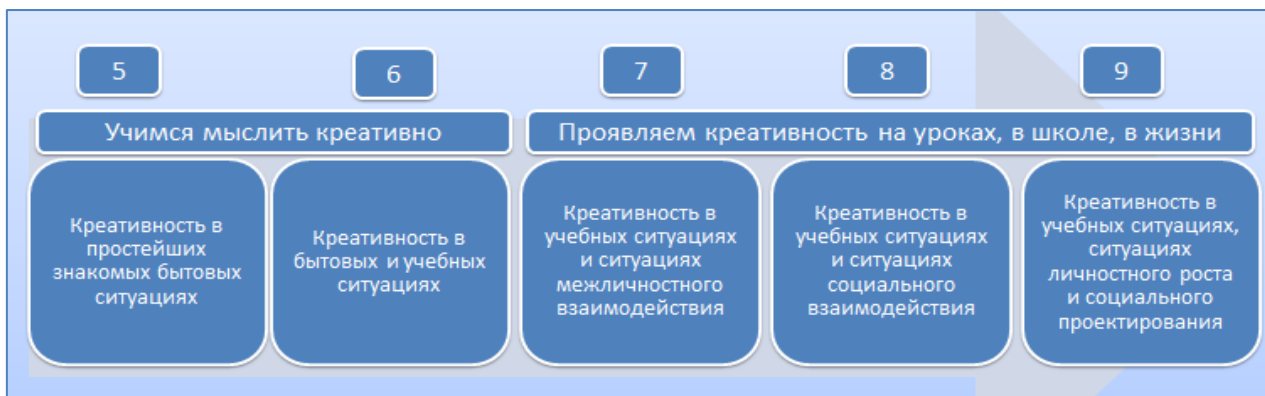 5
6
7
8
9
Учимся мыслить креативно
Проявляем креативность на уроках, в школе, в жизни
Креативность в
простейших
знакомых бытовых
ситуациях
Креативность в
бытовых и учебных
ситуациях
Креативность в
учебных ситуациях
и ситуациях
межличностного
взаимодействия
Креативность в
учебных ситуациях
и ситуациях
социального
взаимодействия
Креативность в
учебных ситуациях,
ситуациях
личностного роста
и социального
проектирования